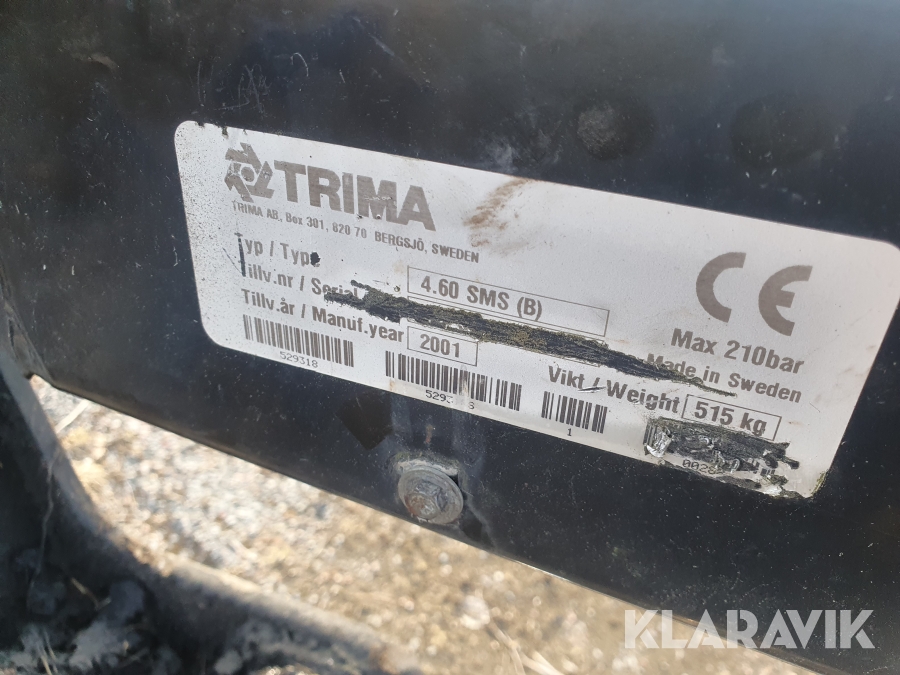 TRIMA
TRIMA AB, Box 301, 820 70 BERGSJÖ, SWEDEN
Typ / Type 4.60 SMS (B)
Tillv.nr / Serial
Tillv.år / Manuf.year 2001
CE
Max 210bar
Made in Sweden
Vikt / Weight 515 kg
529318
1
KLARAVIK